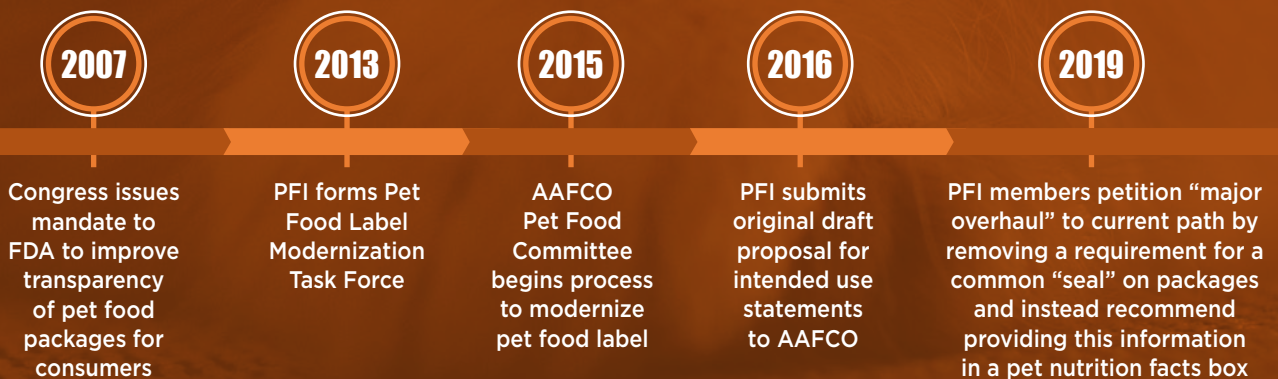 2007
Congress issues
mandate to
FDA to improve
transparency
of pet food
packages for
consumers
2013
PFI forms Pet
Food Label
Modernization
Task Force
2015
AAFCO
Pet Food
Committee
begins process
to modernize
pet food label
2016
PFI submits
original draft
proposal for
intended use
statements
to AAFCO
2019
PFI members petition “major
overhaul” to current path by
removing a requirement for a
common “seal” on packages
and instead recommend
providing this information
in a pet nutrition facts box